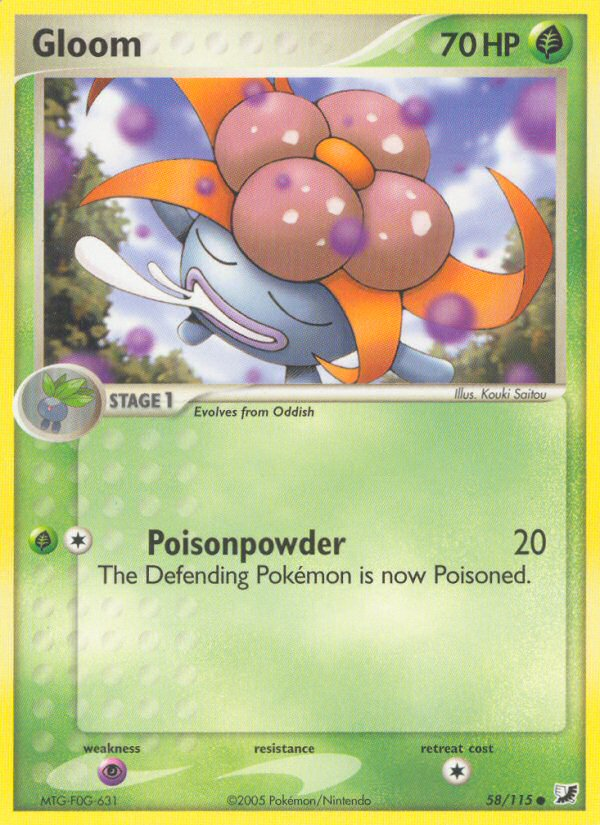 Gloom 70 HP
Illus. Kouki Saitou
STAGE 1
Evolves from Oddish
Poisonpowder 20
The Defending Pokémon is now Poisoned.
weakness resistance retreat cost
MTG-F0G-631 ©2005 Pokémon/Nintendo 58/115